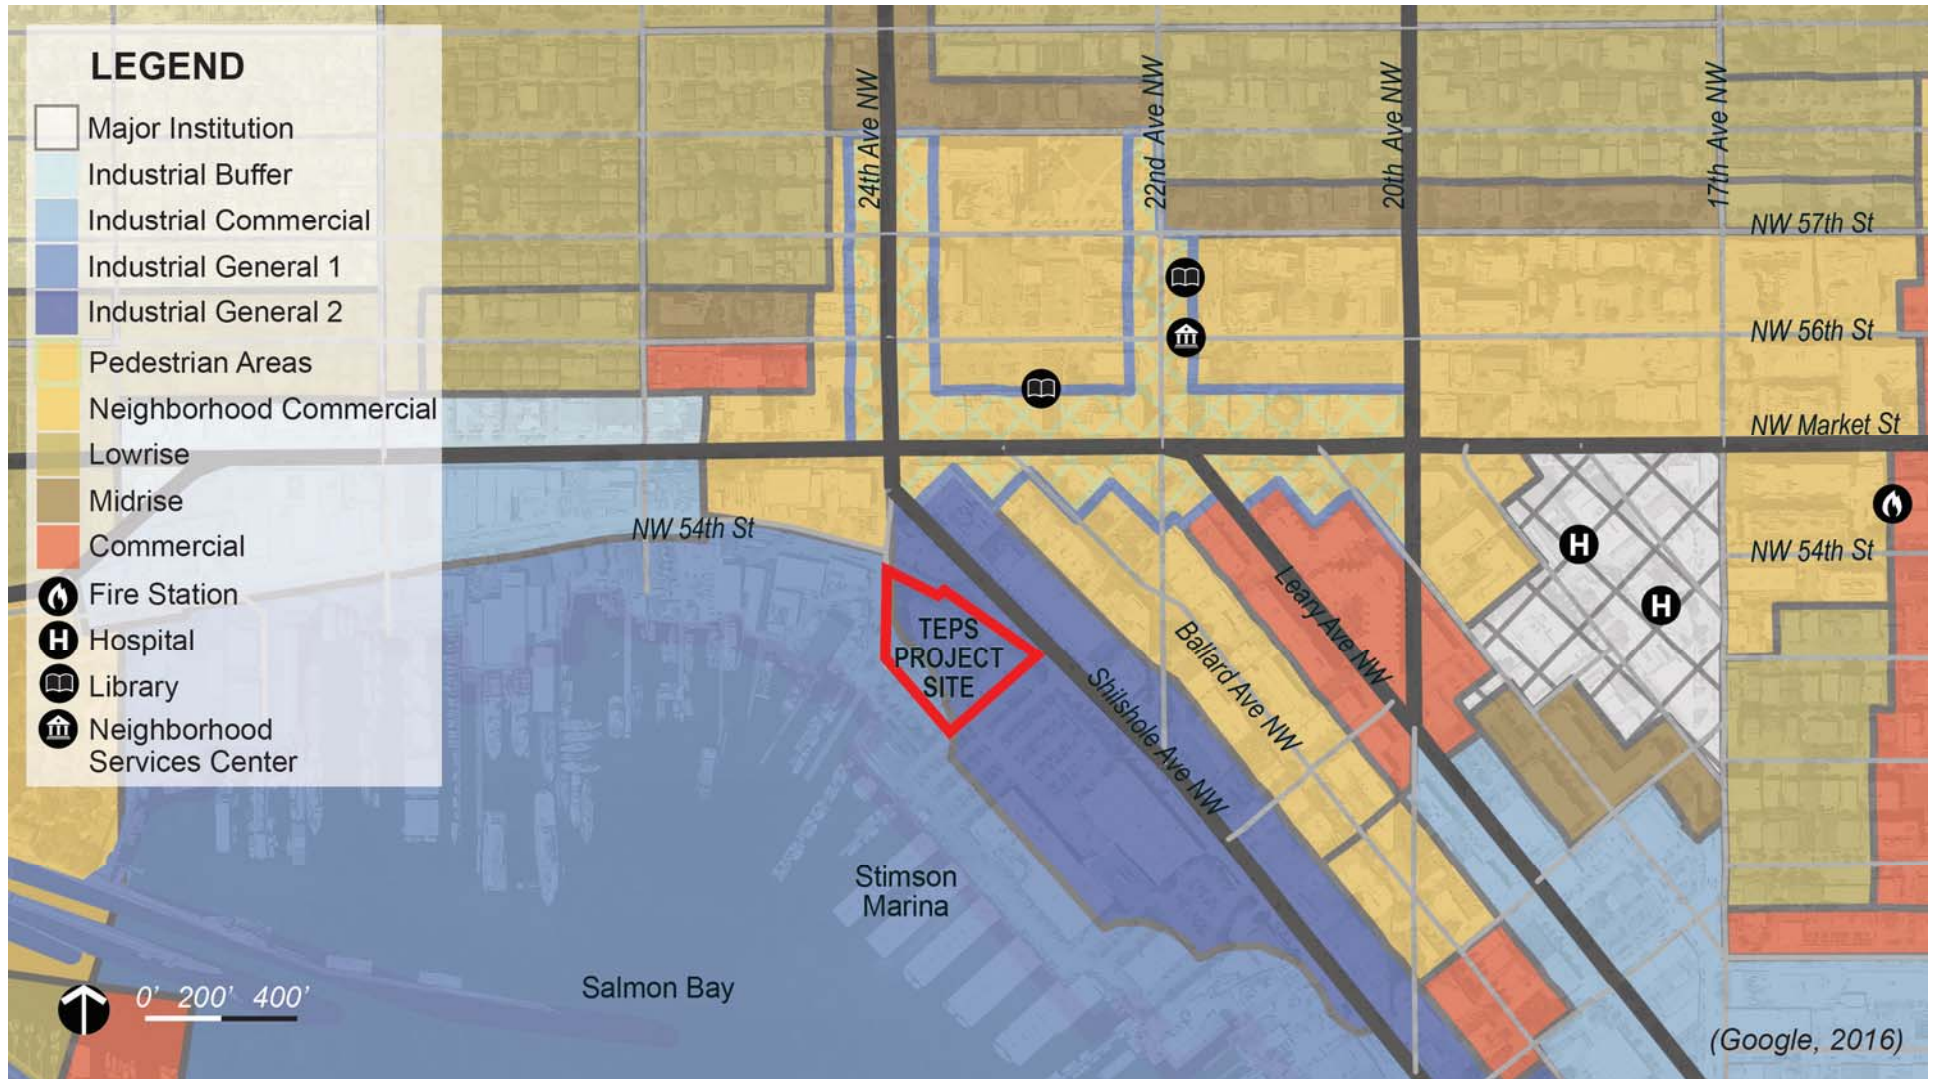 LEGEND
Major Institution
Industrial Buffer
Industrial Commercial
Industrial General 1
Industrial General 2
Pedestrian Areas
Neighborhood Commercial
Lowrise
Midrise
Commercial
Fire Station
H Hospital
Library
Neighborhood
Services Center
0' 200' 400'
24th Ave NW
22nd Ave NW
20th Ave NW
17th Ave NW
NW 57th St
NW 56th St
NW Market St
NW 54th St
NW 54th St
H
H
TEPS
PROJECT
SITE
Leary Ave NW
Ballard Ave NW
Shilshole Ave NW
Stimson
Marina
Salmon Bay
(Google, 2016)